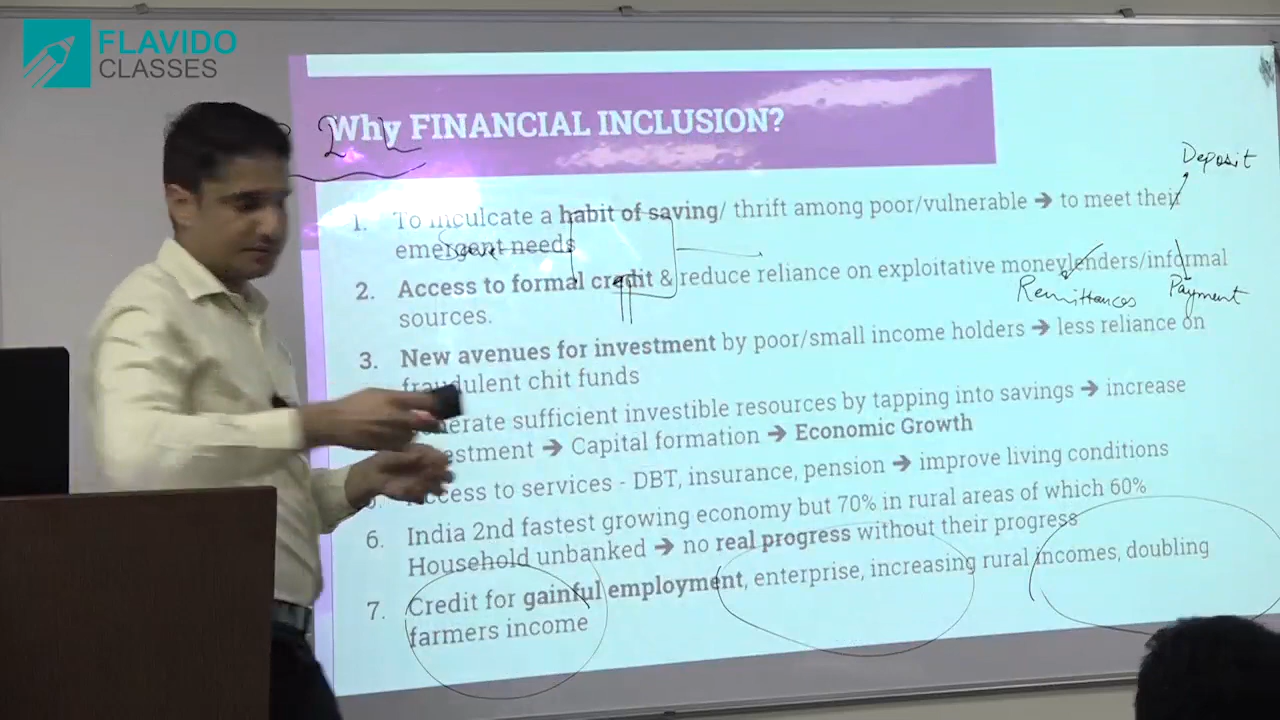 FLAVIDO
CLASSES
Why FINANCIAL INCLUSION?
Deposit
1. To inculcate a habit of saving/ thrift among poor/vulnerable ➔ to meet their
emergent needs
2. Access to formal credit & reduce reliance on exploitative moneylenders/informal
sources.
Remittances
Payment
3. New avenues for investment by poor/small income holders ➔ less reliance on
fraudulent chit funds
nerate sufficient investible resources by tapping into savings ➔ increase
estment ➔ Capital formation ➔ Economic Growth
Access to services - DBT, insurance, pension ➔ improve living conditions
6. India 2nd fastest growing economy but 70% in rural areas of which 60%
Household unbanked ➔ no real progress without their progress
7. Credit for gainful employment, enterprise, increasing rural incomes, doubling
farmers income